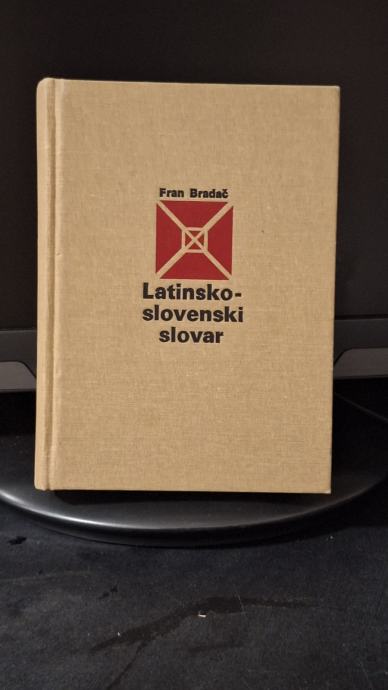 Fran Bradač
Latinsko-
slovenski
slovar